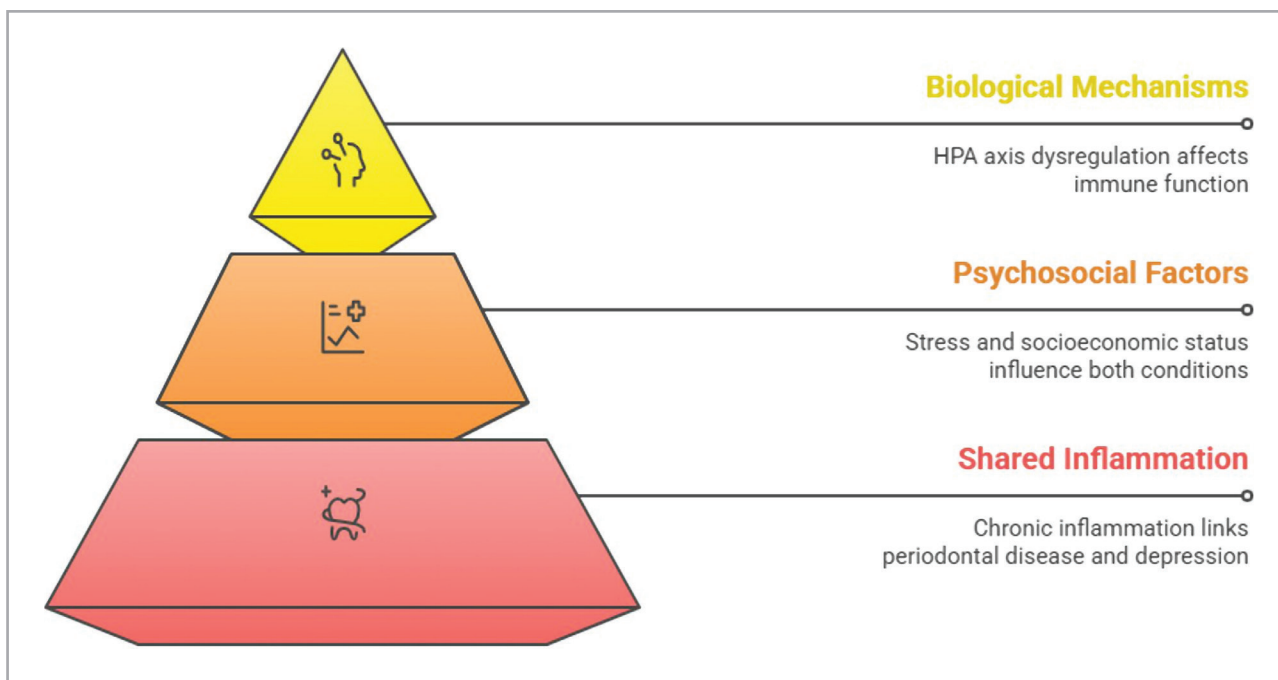 Biological Mechanisms
HPA axis dysregulation affects
immune function
Psychosocial Factors
Stress and socioeconomic status
influence both conditions
Shared Inflammation
Chronic inflammation links
periodontal disease and depression